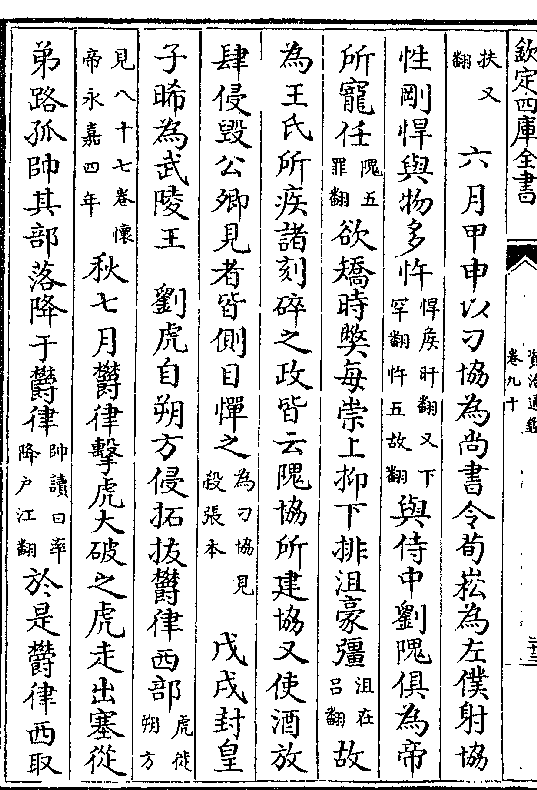 欽定四庫全書
資治通鑑
卷九十
扶又翻　六月甲申以刁協為尚書令荀崧為左僕射協
性剛悍與物多忤悍矦旰翻又下罕翻忤五故翻與侍中劉隗俱為帝
所寵任隗五罪翻欲矯時獘每崇上抑下排沮豪彊沮在吕翻故
為王氏所疾諸刻碎之政皆云隗協所建協又使酒放
肆侵毁公卿見者皆側目憚之為刁協見殺張本　戊戌封皇
子晞為武陵王　劉虎自朔方侵拓拔鬱律西部虎徙朔方
見八十七卷懷帝永嘉四年秋七月鬱律擊虎大破之虎走出塞從
弟路孤帥其部落降于鬱律帥讀曰率降户江翻於是鬱律西取